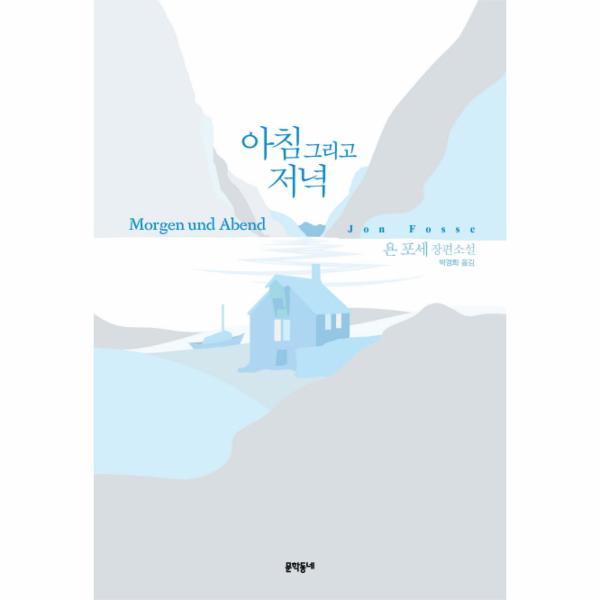 아침 그리고
저녁
Morgen und Abend
Jon Fosse
욘 포세 장편소설
박경희 옮김
문학동네